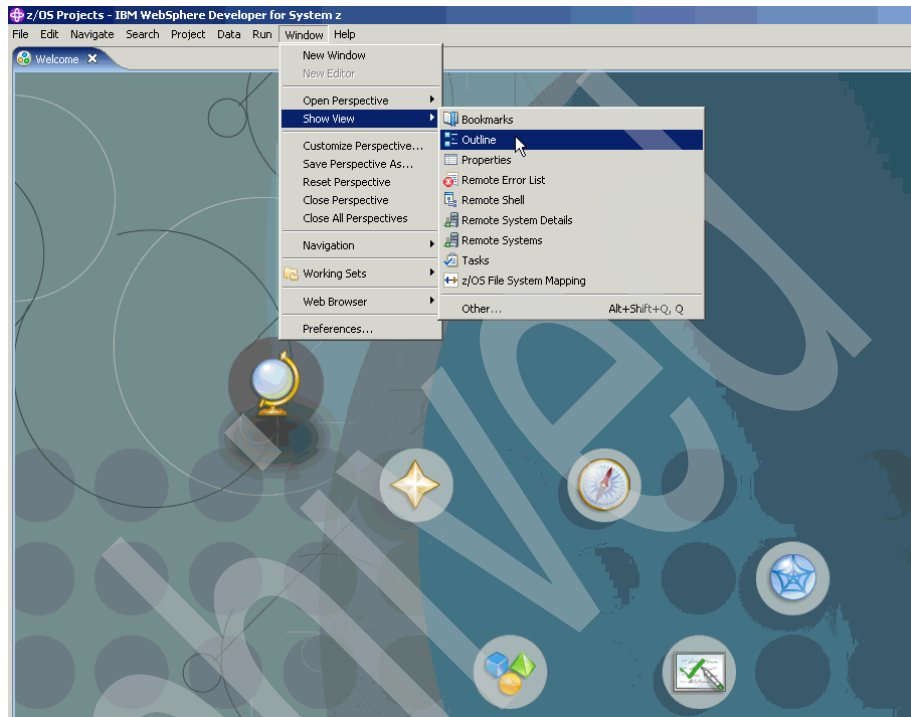 z/OS Projects - IBM WebSphere Developer for System z
File Edit Navigate Search Project Data Run Window Help
Welcome
New Window
New Editor
Open Perspective
Show View
Customize Perspective...
Save Perspective As...
Reset Perspective
Close Perspective
Close All Perspectives
Navigation
Working Sets
Web Browser
Preferences...
Bookmarks
Outline
Properties
Remote Error List
Remote Shell
Remote System Details
Remote Systems
Tasks
z/OS File System Mapping
Other... Alt+Shift+Q, Q